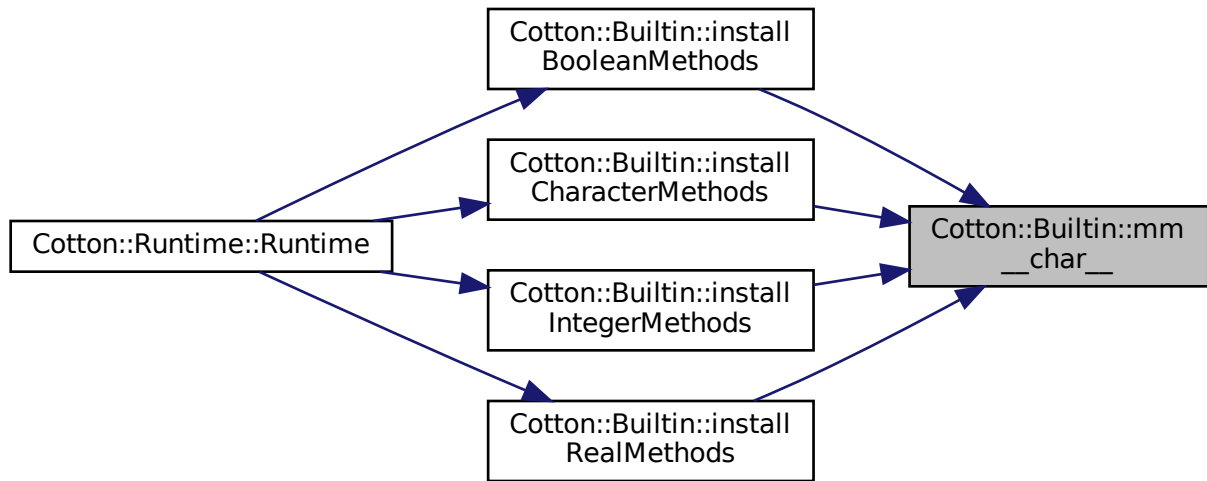 Cotton::Builtin::install
BooleanMethods
Cotton::Builtin::install
CharacterMethods
Cotton::Runtime::Runtime
Cotton::Builtin::mm
__char__
Cotton::Builtin::install
IntegerMethods
Cotton::Builtin::install
RealMethods